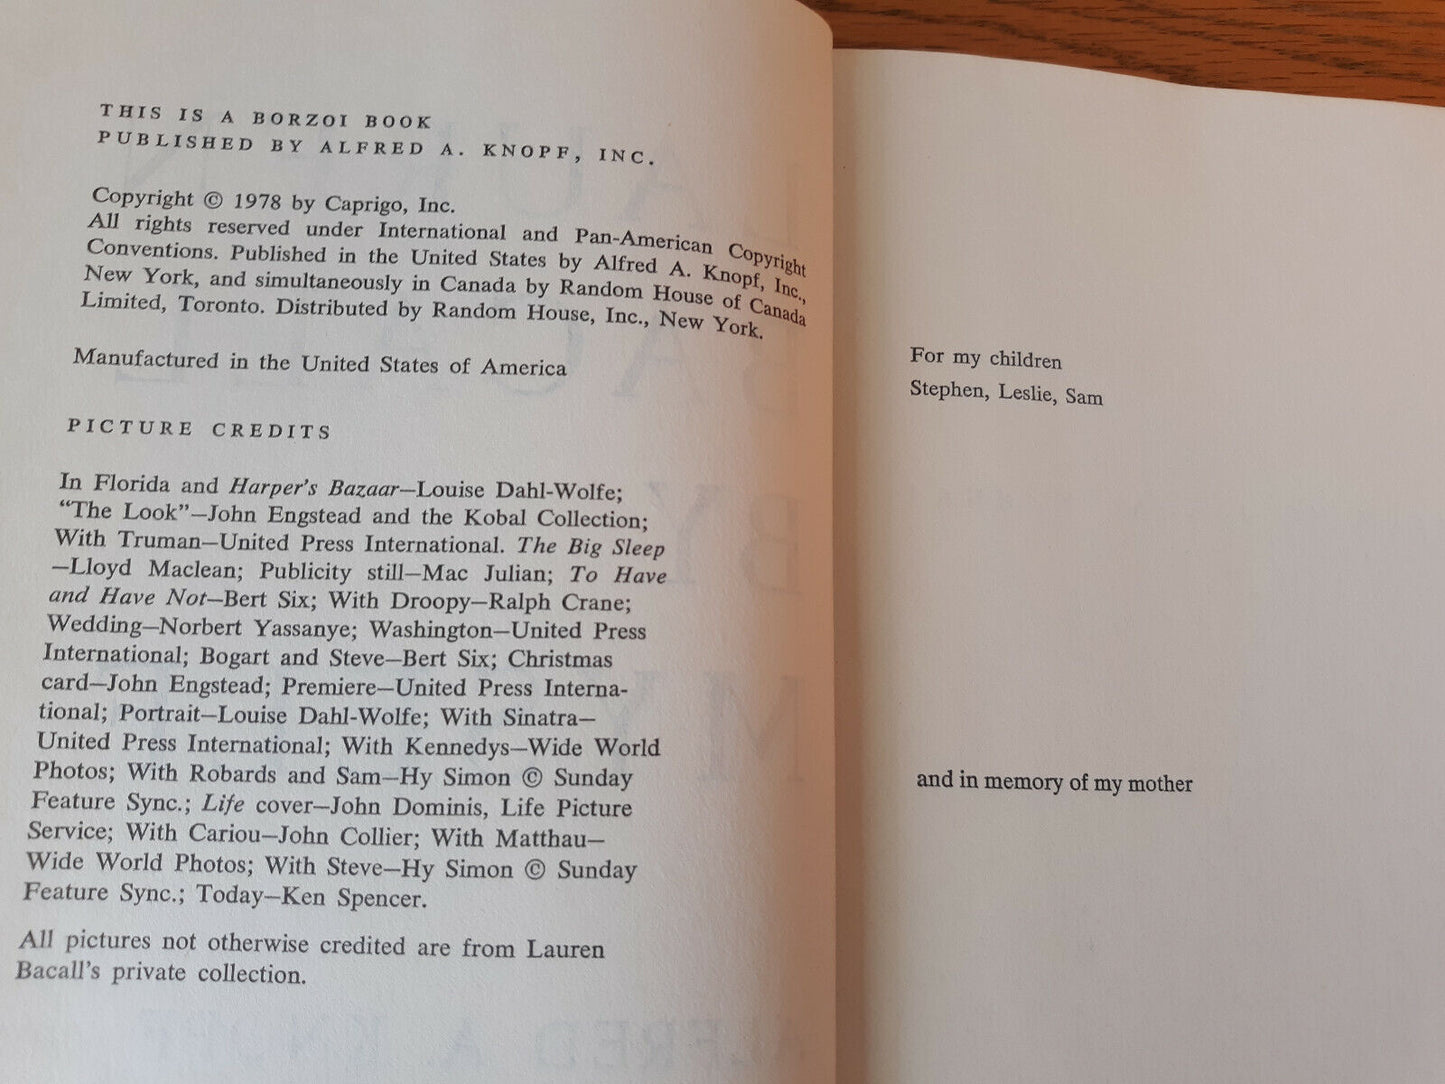 THIS IS A BORZOI BOOK
PUBLISHED BY ALFRED A. KNOPF, INC.
Copyright © 1978 by Caprigo, Inc.
All rights reserved under International and Pan-American Copyright
Conventions. Published in the United States by Alfred A. Knopf, Inc.,
New York, and simultaneously in Canada by Random House of Canada
Limited, Toronto. Distributed by Random House, Inc., New York.
Manufactured in the United States of America
PICTURE CREDITS
In Florida and Harper's Bazaar—Louise Dahl-Wolfe;
“The Look”—John Engstead and the Kobal Collection;
With Truman—United Press International. The Big Sleep
—Lloyd Maclean; Publicity still—Mac Julian; To Have
and Have Not—Bert Six; With Droopy—Ralph Crane;
Wedding—Norbert Yassanye; Washington—United Press
International; Bogart and Steve—Bert Six; Christmas
card—John Engstead; Premiere—United Press Interna-
tional; Portrait—Louise Dahl-Wolfe; With Sinatra—
United Press International; With Kennedys—Wide World
Photos; With Robards and Sam—Hy Simon © Sunday
Feature Sync.; Life cover—John Dominis, Life Picture
Service; With Cariou—John Collier; With Matthau—
Wide World Photos; With Steve—Hy Simon © Sunday
Feature Sync.; Today—Ken Spencer.
All pictures not otherwise credited are from Lauren
Bacall's private collection.
For my children
Stephen, Leslie, Sam
and in memory of my mother